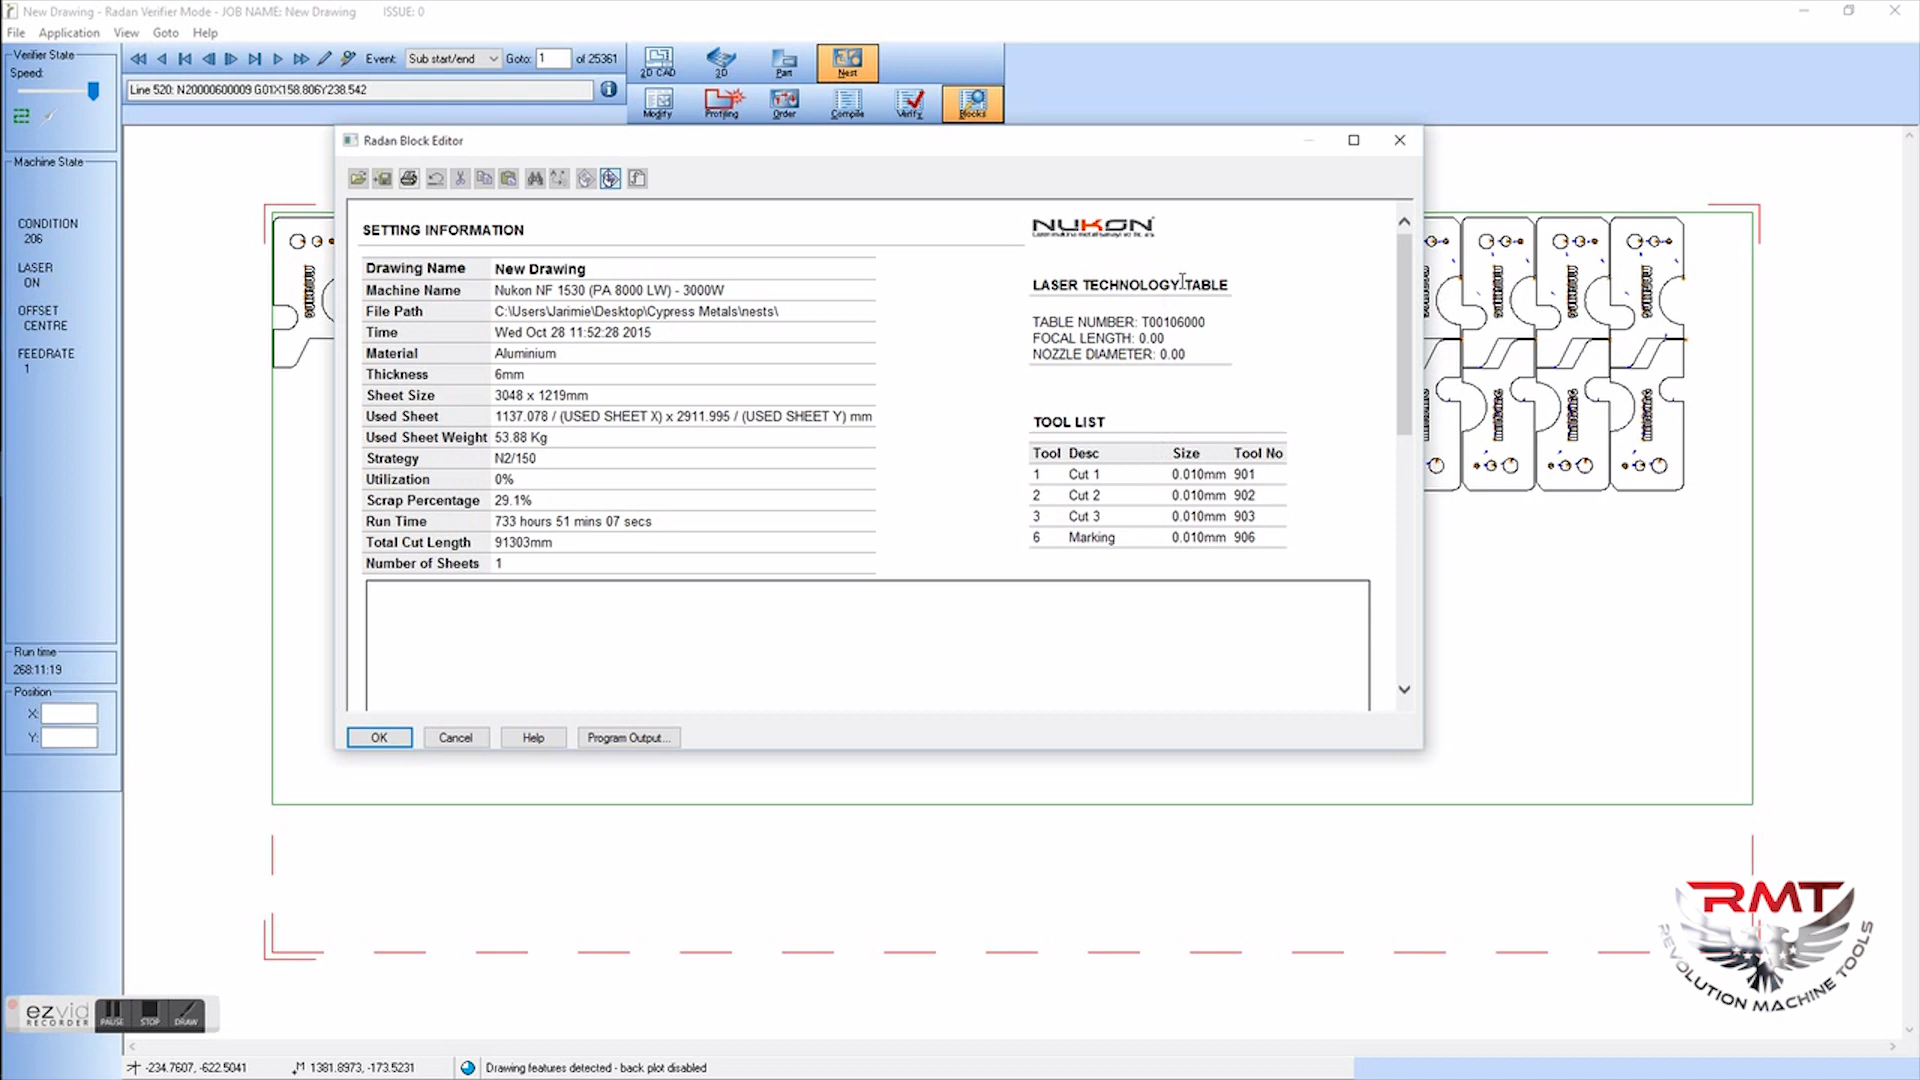 New Drawing - Radan Verifier Mode - JOB NAME: New Drawing ISSUE: 0
File Application View Goto Help
Verifier State
Speed:
Event: Sub start/end Goto: 1 of 25361
Line 520: N20000600009 G01X158.806Y238.542
2D CAD 3D Part Nest
Modify Profiling Order Compile Verify Blocks
Machine State
CONDITION
206
LASER
ON
OFFSET
CENTRE
FEEDRATE
1
Run time
268:11:19
Position
X:
Y:
Radan Block Editor
SETTING INFORMATION
Drawing Name New Drawing
Machine Name Nukon NF 1530 (PA 8000 LW) - 3000W
File Path C:\Users\Jarimie\Desktop\Cypress Metals\nests\
Time Wed Oct 28 11:52:28 2015
Material Aluminium
Thickness 6mm
Sheet Size 3048 x 1219mm
Used Sheet 1137.078 / (USED SHEET X) x 2911.995 / (USED SHEET Y) mm
Used Sheet Weight 53.88 Kg
Strategy N2/150
Utilization 0%
Scrap Percentage 29.1%
Run Time 733 hours 51 mins 07 secs
Total Cut Length 91303mm
Number of Sheets 1
NUKON
LASER TECHNOLOGY TABLE
TABLE NUMBER: T00106000
FOCAL LENGTH: 0.00
NOZZLE DIAMETER: 0.00
TOOL LIST
Tool Desc Size Tool No
1 Cut 1 0.010mm 901
2 Cut 2 0.010mm 902
3 Cut 3 0.010mm 903
6 Marking 0.010mm 906
OK Cancel Help Program Output...
RMT
REVOLUTION MACHINE TOOLS
ezvid
RECORDER
PAUSE STOP DRAW
-234.7607, -622.5041 M 1381.8973, -173.5231 Drawing features detected - back plot disabled